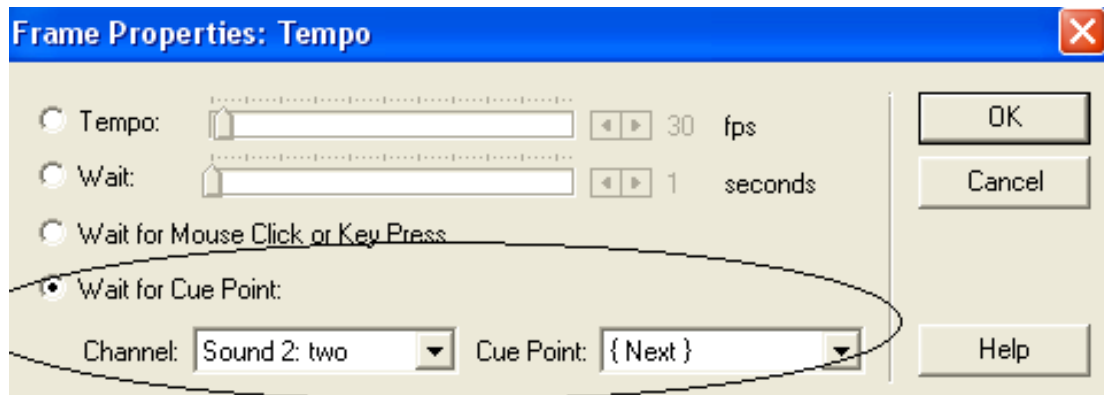 Frame Properties: Tempo
Tempo: 30 fps
OK
Wait: 1 seconds
Cancel
Wait for Mouse Click or Key Press
Wait for Cue Point:
Channel: Sound 2: two Cue Point: { Next }
Help